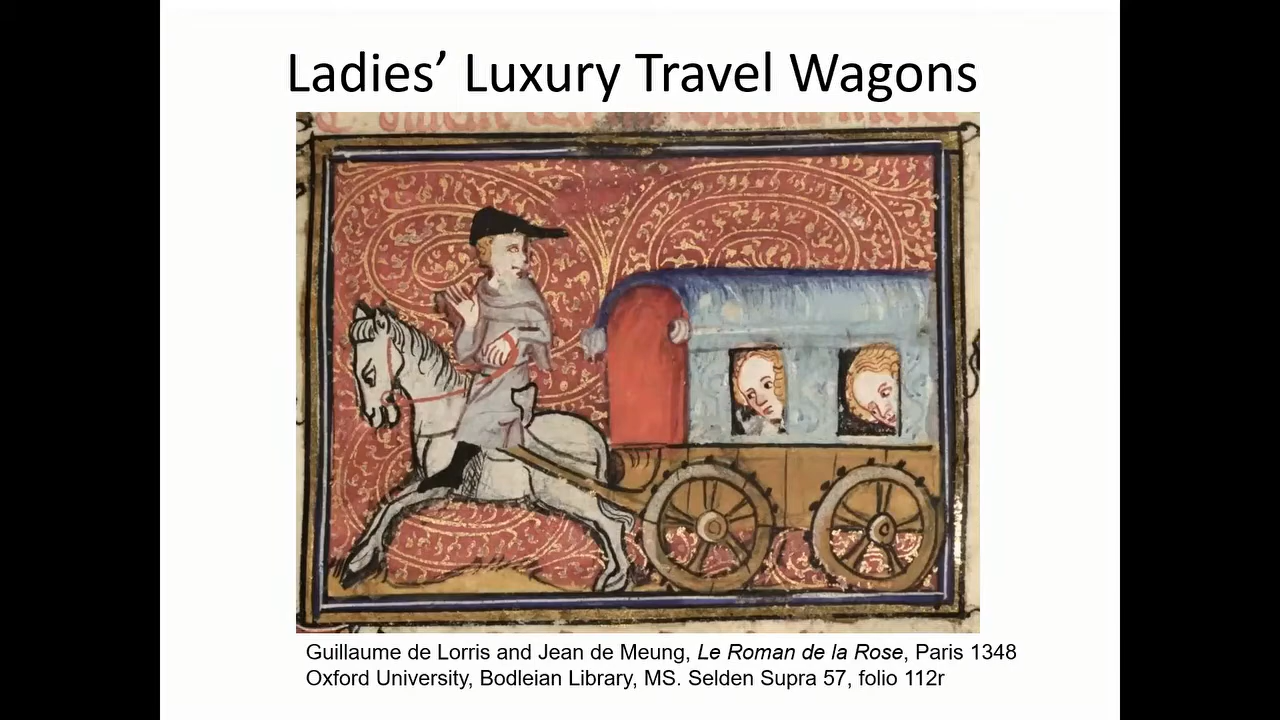 Ladies’ Luxury Travel Wagons
Guillaume de Lorris and Jean de Meung, Le Roman de la Rose, Paris 1348
Oxford University, Bodleian Library, MS. Selden Supra 57, folio 112r